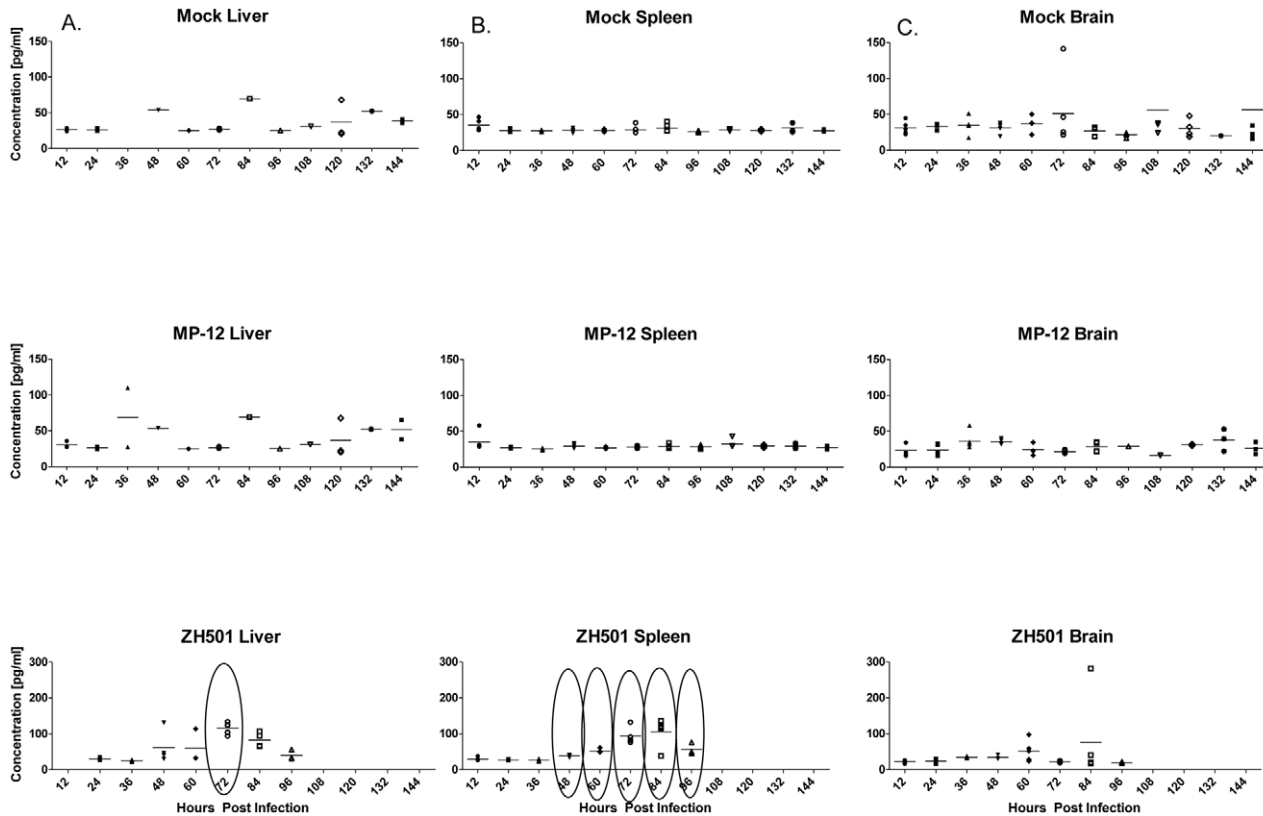 A. Mock Liver
B. Mock Spleen
C. Mock Brain
Concentration [pg/ml]
150
100
50
0
12 24 36 48 60 72 84 96 108 120 132 144
150
100
50
0
12 24 36 48 60 72 84 96 108 120 132 144
150
100
50
0
12 24 36 48 60 72 84 96 108 120 132 144
MP-12 Liver
MP-12 Spleen
MP-12 Brain
Concentration [pg/ml]
150
100
50
0
12 24 36 48 60 72 84 96 108 120 132 144
150
100
50
0
12 24 36 48 60 72 84 96 108 120 132 144
150
100
50
0
12 24 36 48 60 72 84 96 108 120 132 144
ZH501 Liver
ZH501 Spleen
ZH501 Brain
Concentration [pg/ml]
300
200
100
0
12 24 36 48 60 72 84 96 108 120 132 144
Hours Post Infection
300
200
100
0
12 24 36 48 60 72 84 96 108 120 132 144
Hours Post Infection
300
200
100
0
12 24 36 48 60 72 84 96 108 120 132 144
Hours Post Infection